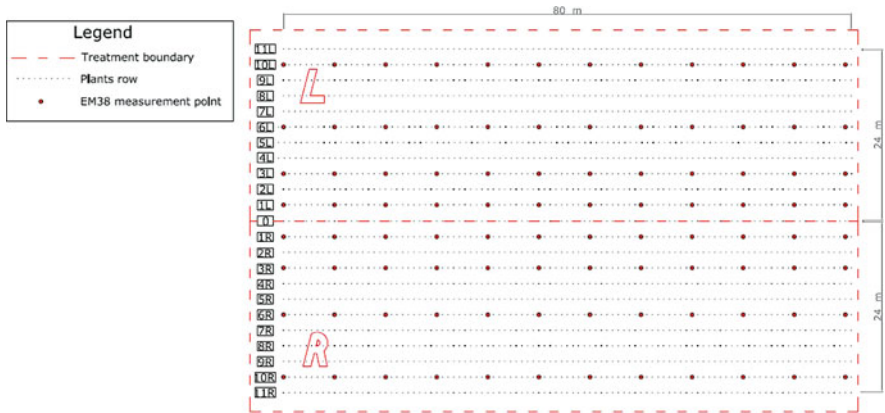 80 m
Legend
Treatment boundary
Plants row
EM38 measurement point
11L
10L
9L
8L
7L
6L
5L
4L
3L
2L
1L
0
1R
2R
3R
4R
5R
6R
7R
8R
9R
10R
11R
L
R
24 m
24 m